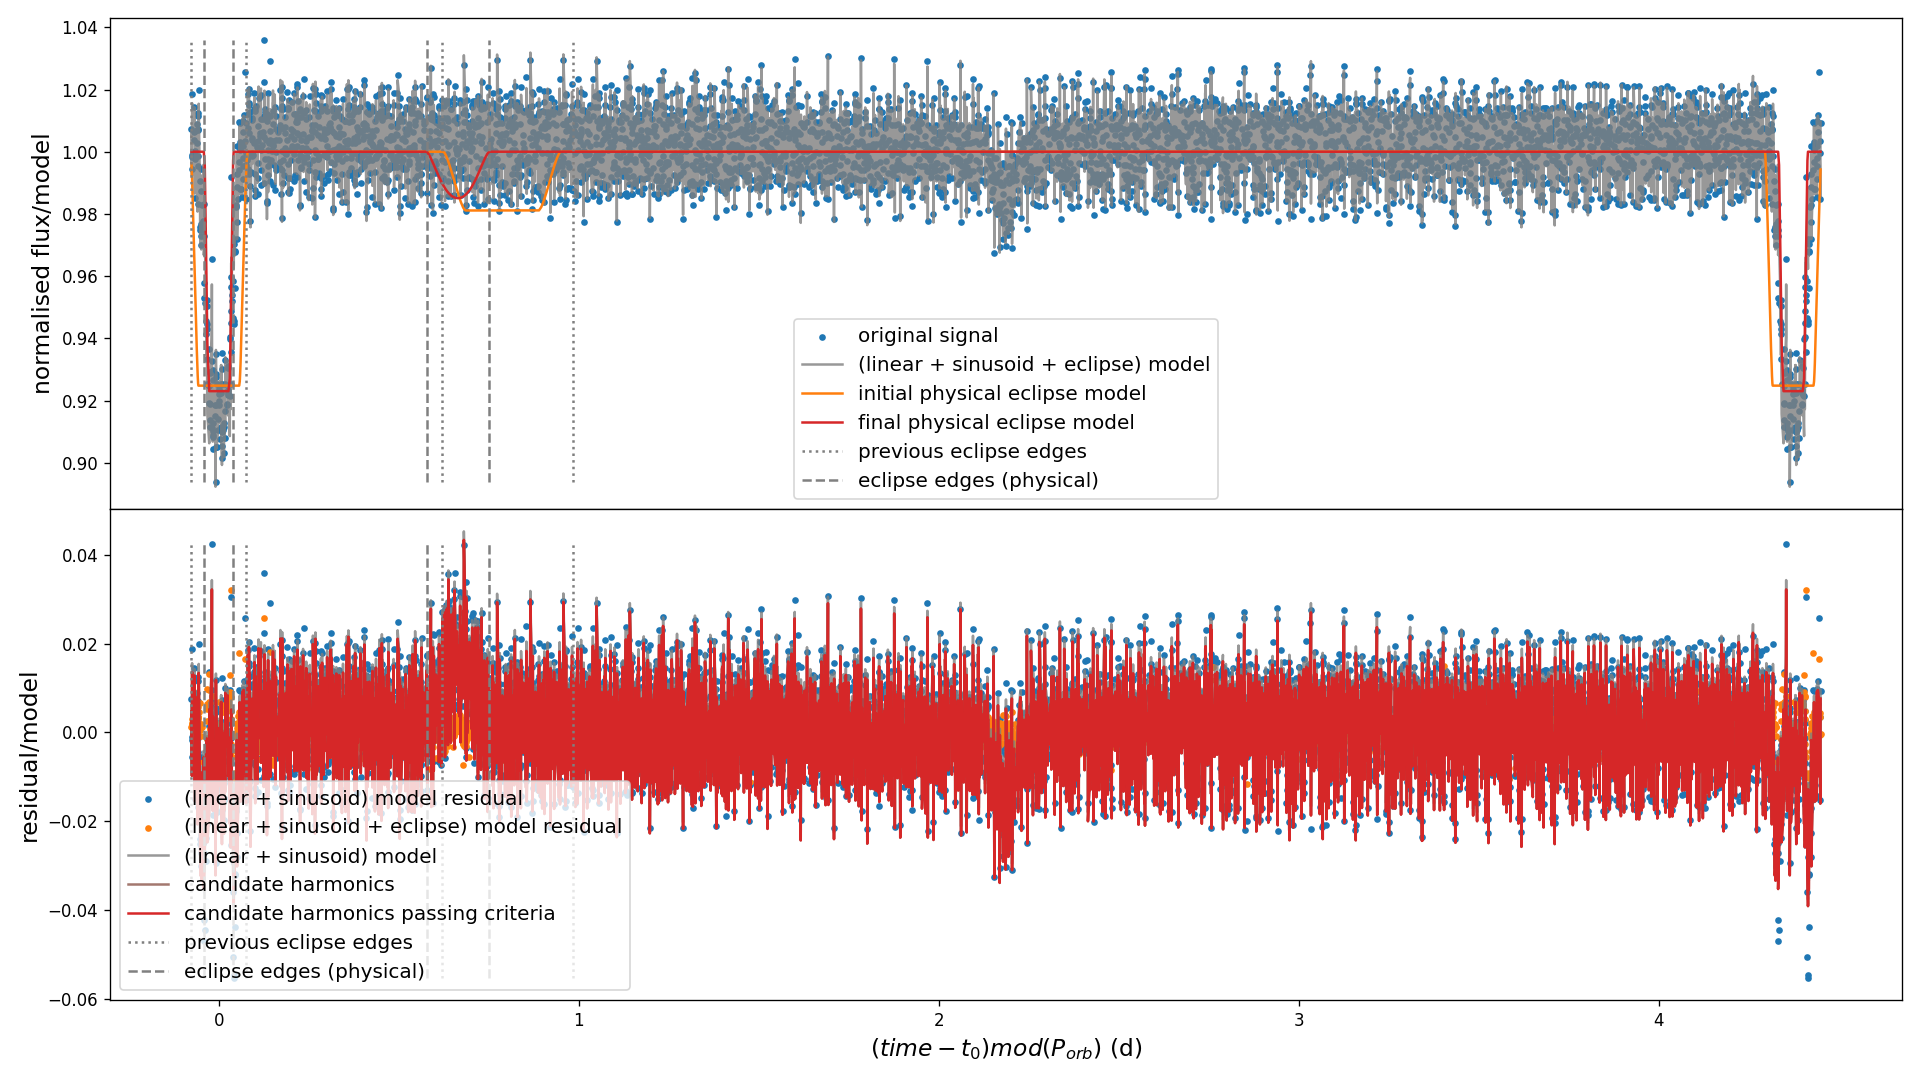 normalised flux/model
1.04
1.02
1.00
0.98
0.96
0.94
0.92
0.90
original signal
(linear + sinusoid + eclipse) model
initial physical eclipse model
final physical eclipse model
previous eclipse edges
eclipse edges (physical)
residual/model
0.04
0.02
0.00
−0.02
−0.04
−0.06
(linear + sinusoid) model residual
(linear + sinusoid + eclipse) model residual
(linear + sinusoid) model
candidate harmonics
candidate harmonics passing criteria
previous eclipse edges
eclipse edges (physical)
0 1 2 3 4
(time − t₀)mod(Pₒᵣb) (d)